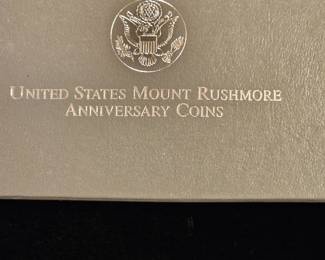 United States Mount Rushmore
Anniversary Coins